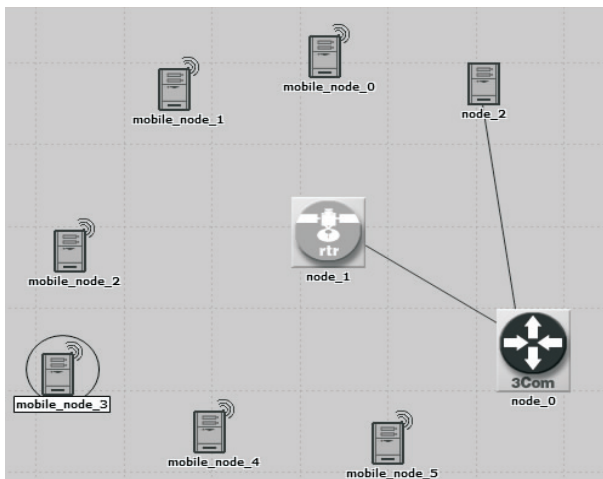 mobile_node_0
mobile_node_1
node_2
rtr
node_1
mobile_node_2
3Com
node_0
mobile_node_3
mobile_node_4
mobile_node_5